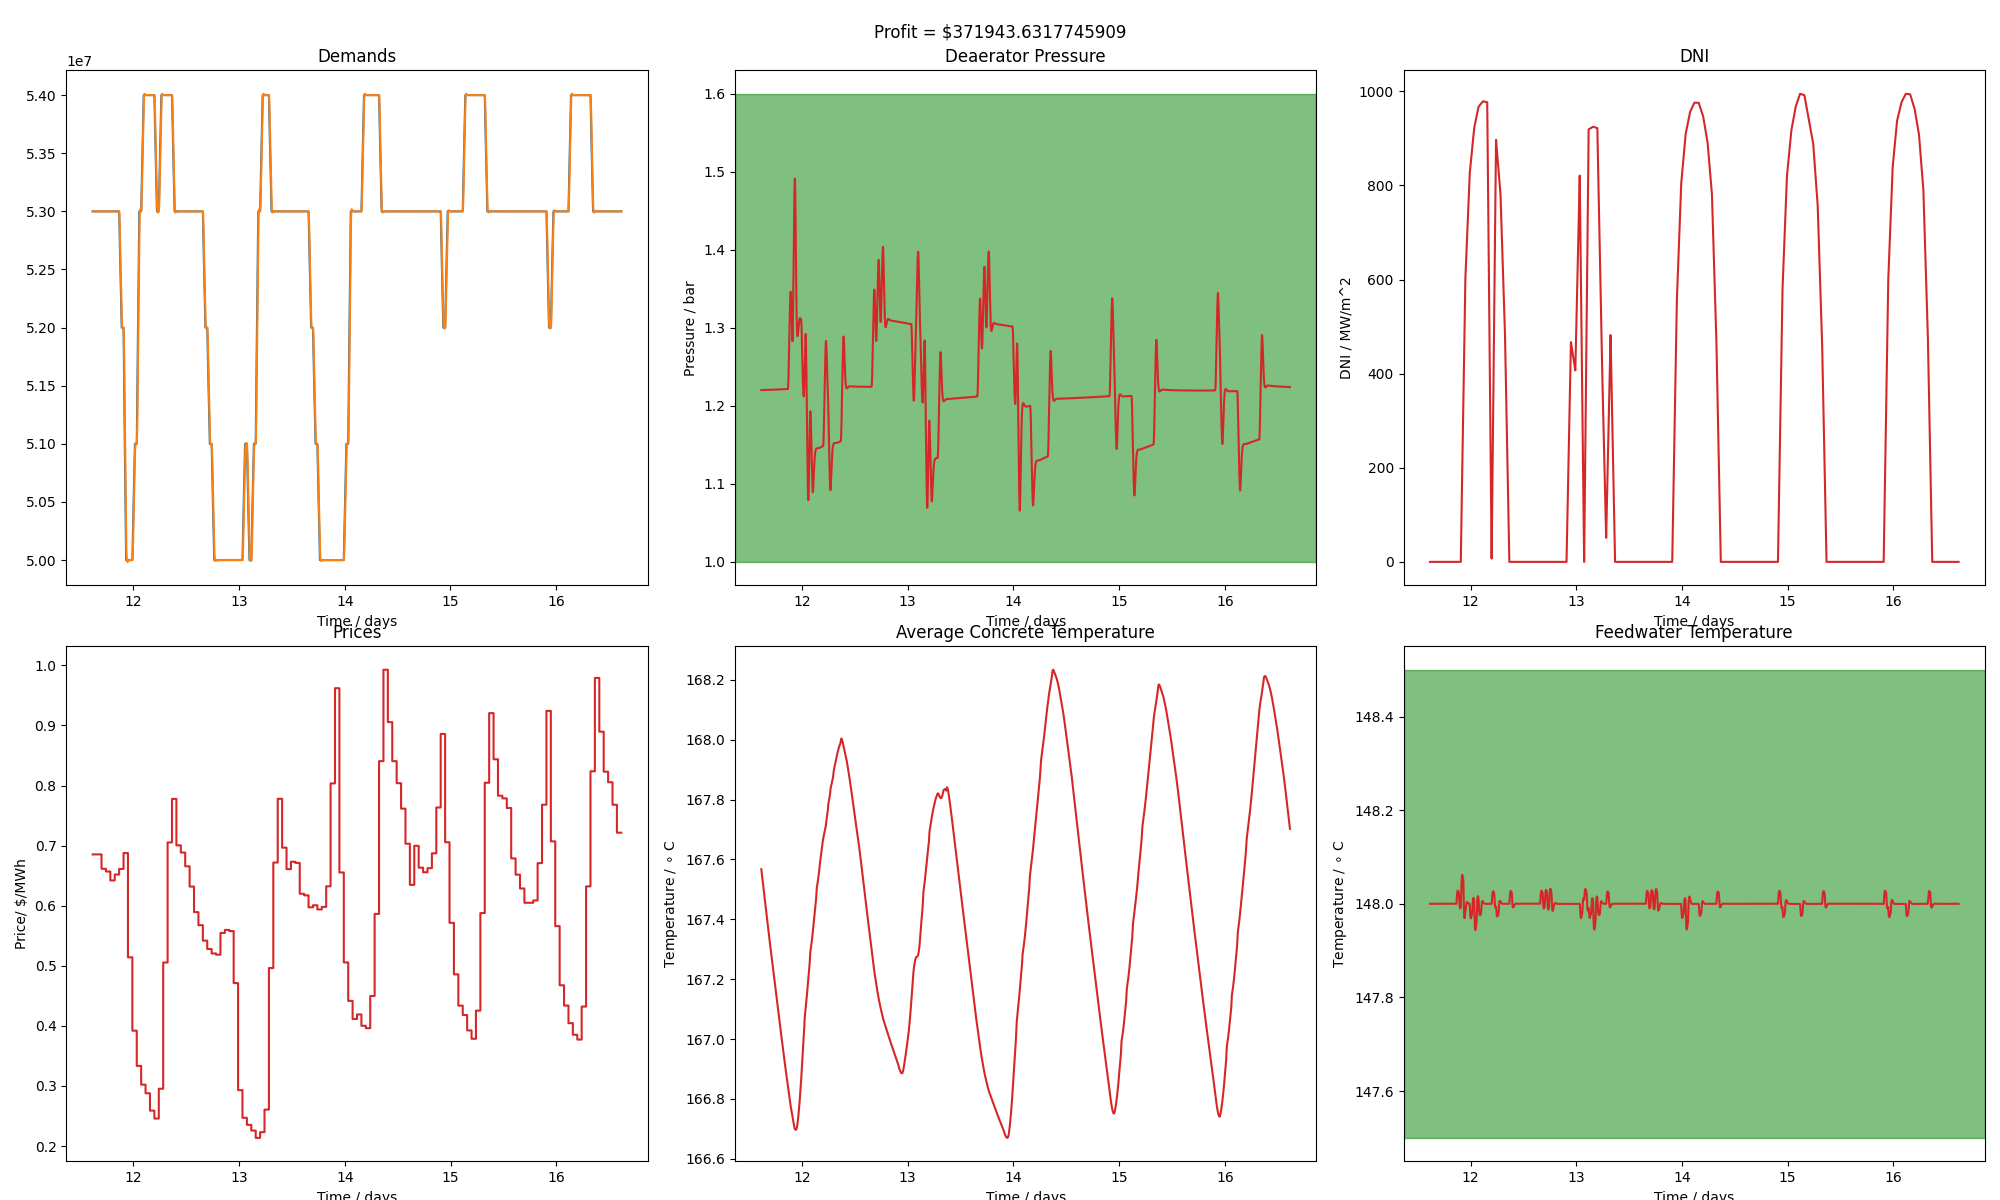 Profit = $371943.6317745909
Demands
1e7
5.40
5.35
5.30
5.25
5.20
5.15
5.10
5.05
5.00
12 13 14 15 16
Time / days
Deaerator Pressure
Pressure / bar
1.6
1.5
1.4
1.3
1.2
1.1
1.0
12 13 14 15 16
Time / days
DNI
DNI / MW/m^2
1000
800
600
400
200
0
12 13 14 15 16
Time / days
Prices
Price/ $/MWh
1.0
0.9
0.8
0.7
0.6
0.5
0.4
0.3
0.2
12 13 14 15 16
Time / days
Average Concrete Temperature
Temperature / ∘ C
168.2
168.0
167.8
167.6
167.4
167.2
167.0
166.8
166.6
12 13 14 15 16
Time / days
Feedwater Temperature
Temperature / ∘ C
148.4
148.2
148.0
147.8
147.6
12 13 14 15 16
Time / days